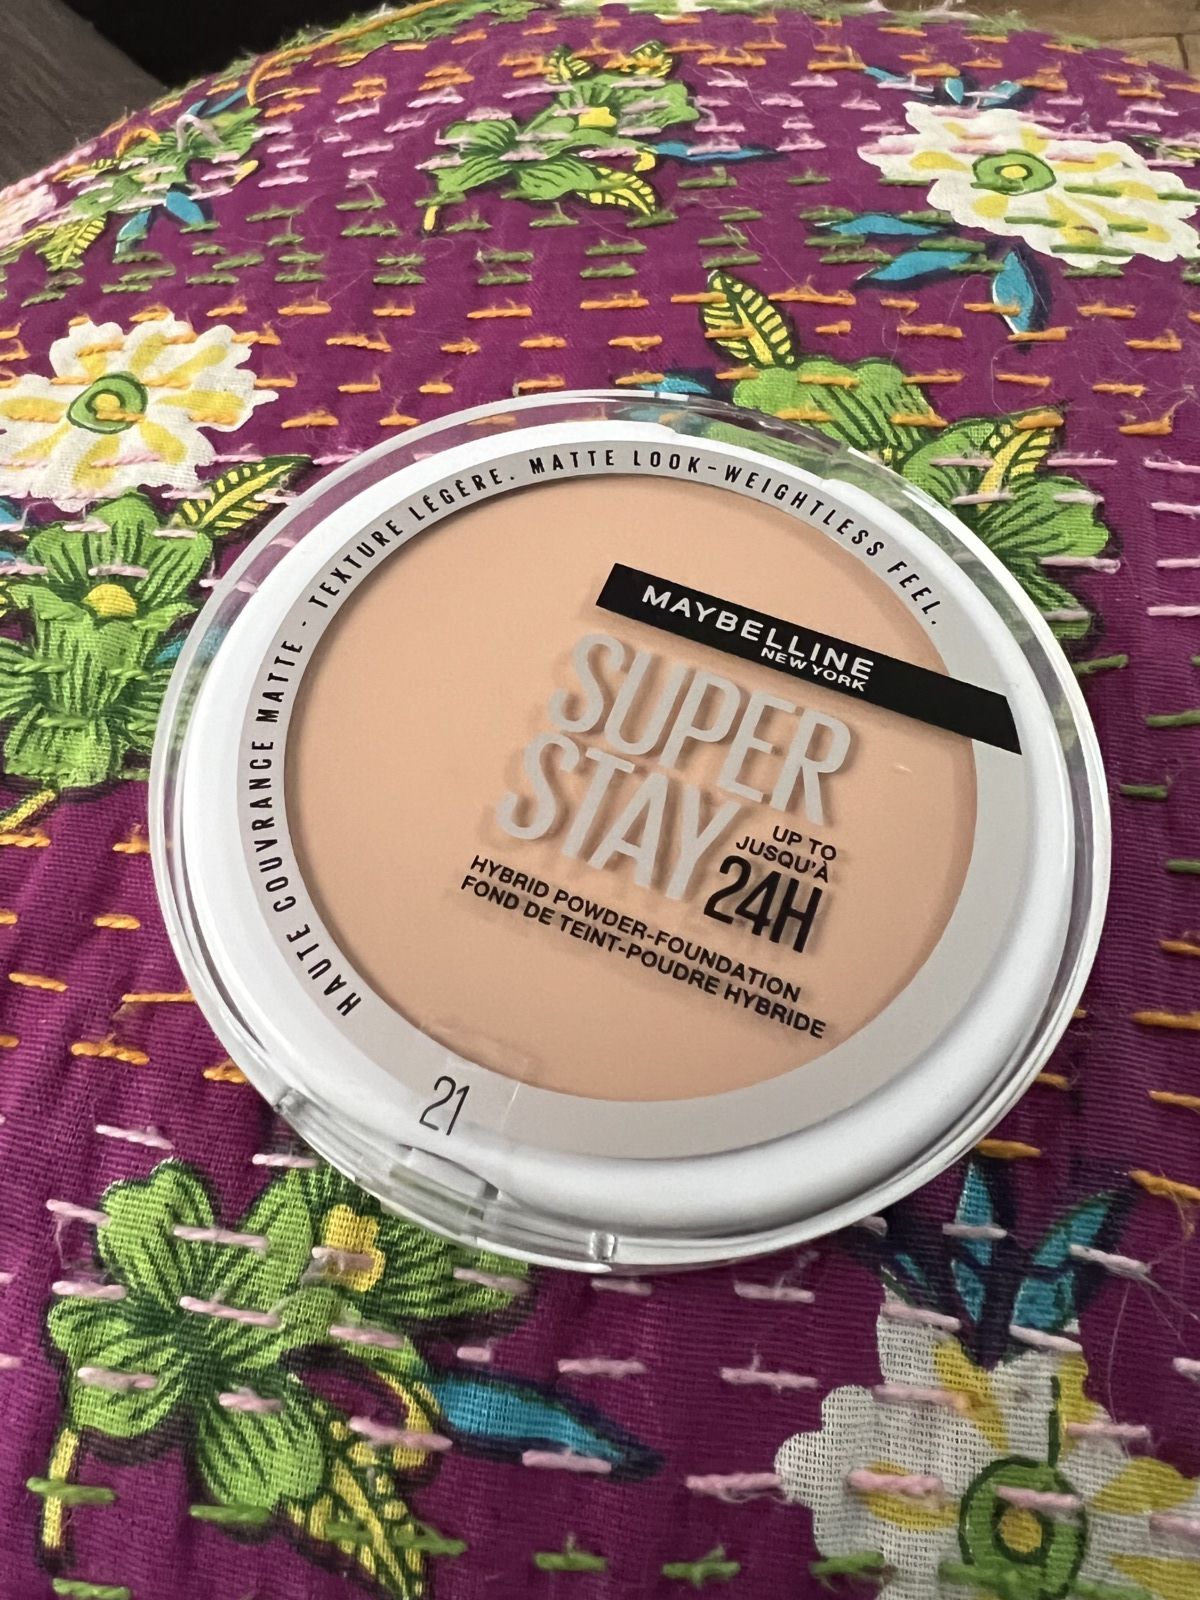 HAUTE COUVRANCE MATTE - TEXTURE LÉGÈRE. MATTE LOOK-WEIGHTLESS FEEL.
MAYBELLINE
NEW YORK
SUPER
STAY
UP TO
JUSQU'À
24H
HYBRID POWDER-FOUNDATION
FOND DE TEINT-POUDRE HYBRIDE
21